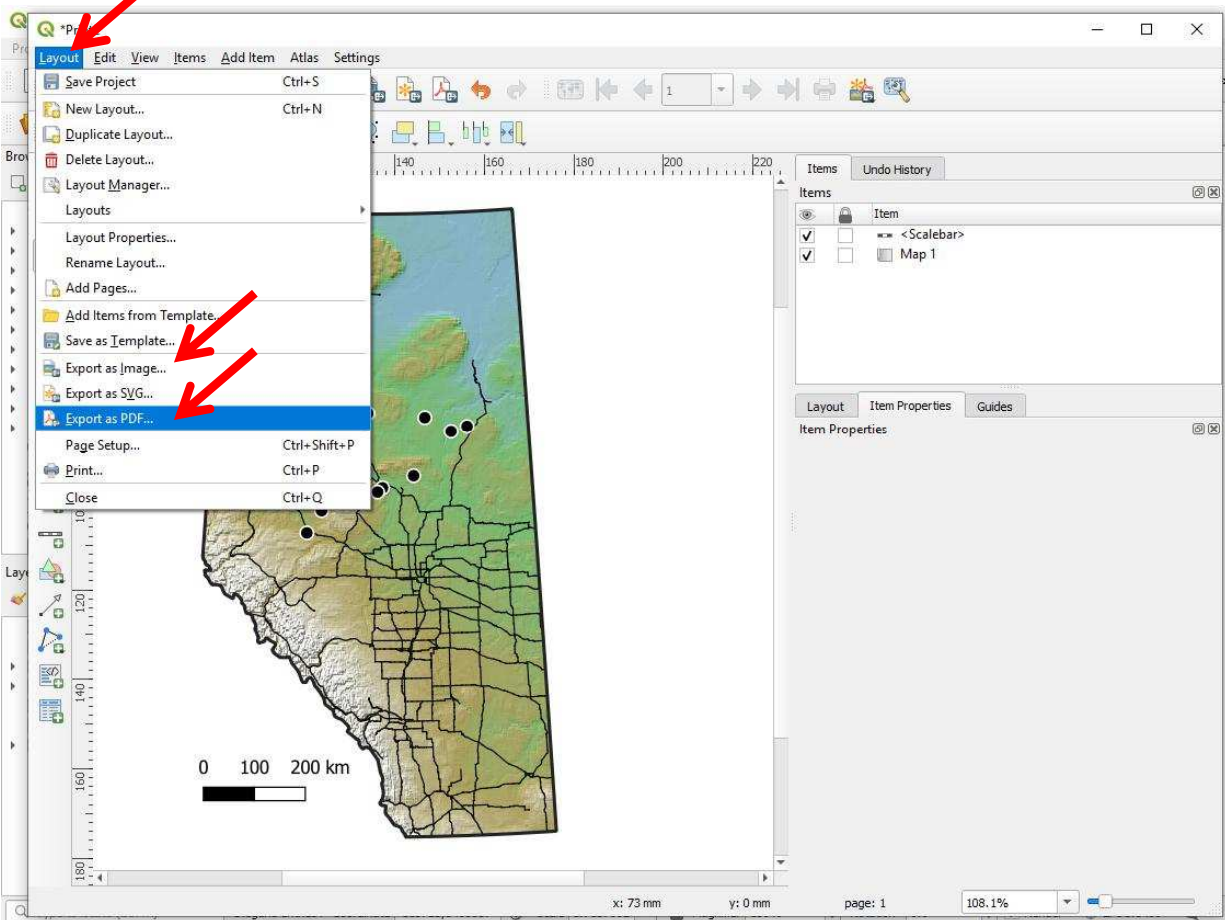 Layout Edit View Items Add Item Atlas Settings
Save Project Ctrl+S
New Layout... Ctrl+N
Duplicate Layout...
Delete Layout...
Layout Manager...
Layouts
Layout Properties...
Rename Layout...
Add Pages...
Add Items from Template...
Save as Template...
Export as Image...
Export as SVG...
Export as PDF...
Page Setup... Ctrl+Shift+P
Print... Ctrl+P
Close Ctrl+Q
1
140 160 180 200 220
120
140
160
180
0 100 200 km
Items Undo History
Items
Item
<Scalebar>
Map 1
Layout Item Properties Guides
Item Properties
x: 73 mm y: 0 mm page: 1 108.1%